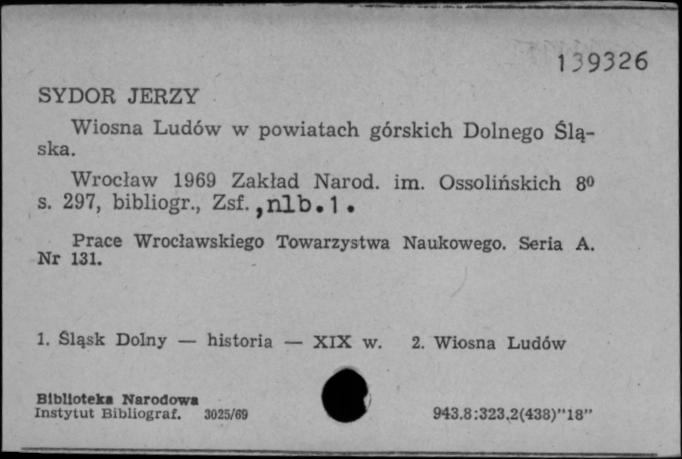 139326
SYDOR JERZY
Wiosna Ludów w powiatach górskich Dolnego Ślą-
ska.
Wrocław 1969 Zakład Narod. im. Ossolińskich 8⁰
s. 297, bibliogr., Zsf. ,nlb.1.
Prace Wrocławskiego Towarzystwa Naukowego. Seria A.
Nr 131.
1. Śląsk Dolny — historia — XIX w. 2. Wiosna Ludów
Biblioteka Narodowa
Instytut Bibliograf. 3025/69 943.8:323.2(438)"18"